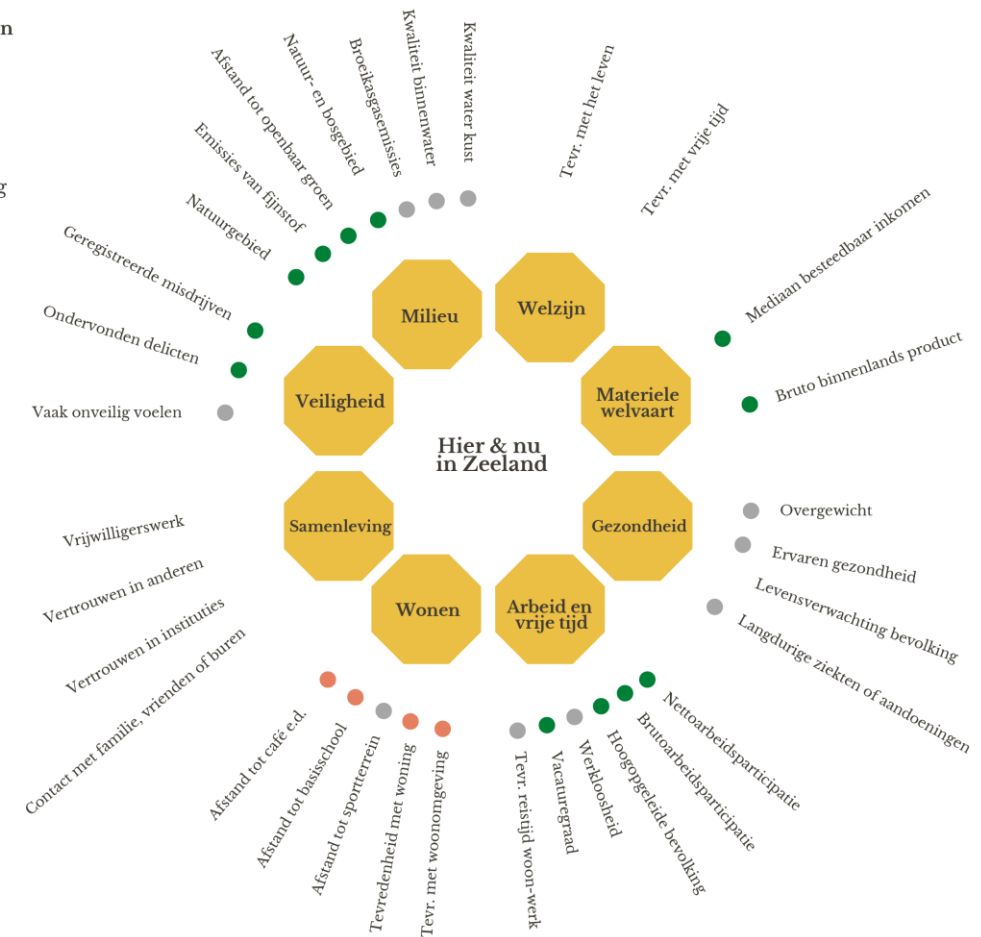 n
g
Kwaliteit water kust
Kwaliteit binnenwater
Broeikasgasemissies
Natuur- en bosgebied
Afstand tot openbaar groen
Emissies van fijnstof
Natuurgebied
Geregistreerde misdrijven
Ondervonden delicten
Vaak onveilig voelen
Vrijwilligerswerk
Vertrouwen in anderen
Vertrouwen in instituties
Contact met familie, vrienden of buren
Afstand tot café e.d.
Afstand tot basisschool
Afstand tot sportterrein
Tevredenheid met woning
Tevr. met woonomgeving
Tevr. reistijd woon-werk
Vacaturegraad
Werkloosheid
Hoogopgeleide bevolking
Brutoarbeidsparticipatie
Nettoarbeidsparticipatie
Langdurige ziekten of aandoeningen
Levensverwachting bevolking
Ervaren gezondheid
Overgewicht
Bruto binnenlands product
Mediaan besteedbaar inkomen
Tevr. met vrije tijd
Tevr. met het leven
Milieu
Welzijn
Veiligheid
Materiele
welvaart
Hier & nu
in Zeeland
Samenleving
Gezondheid
Wonen
Arbeid en
vrije tijd